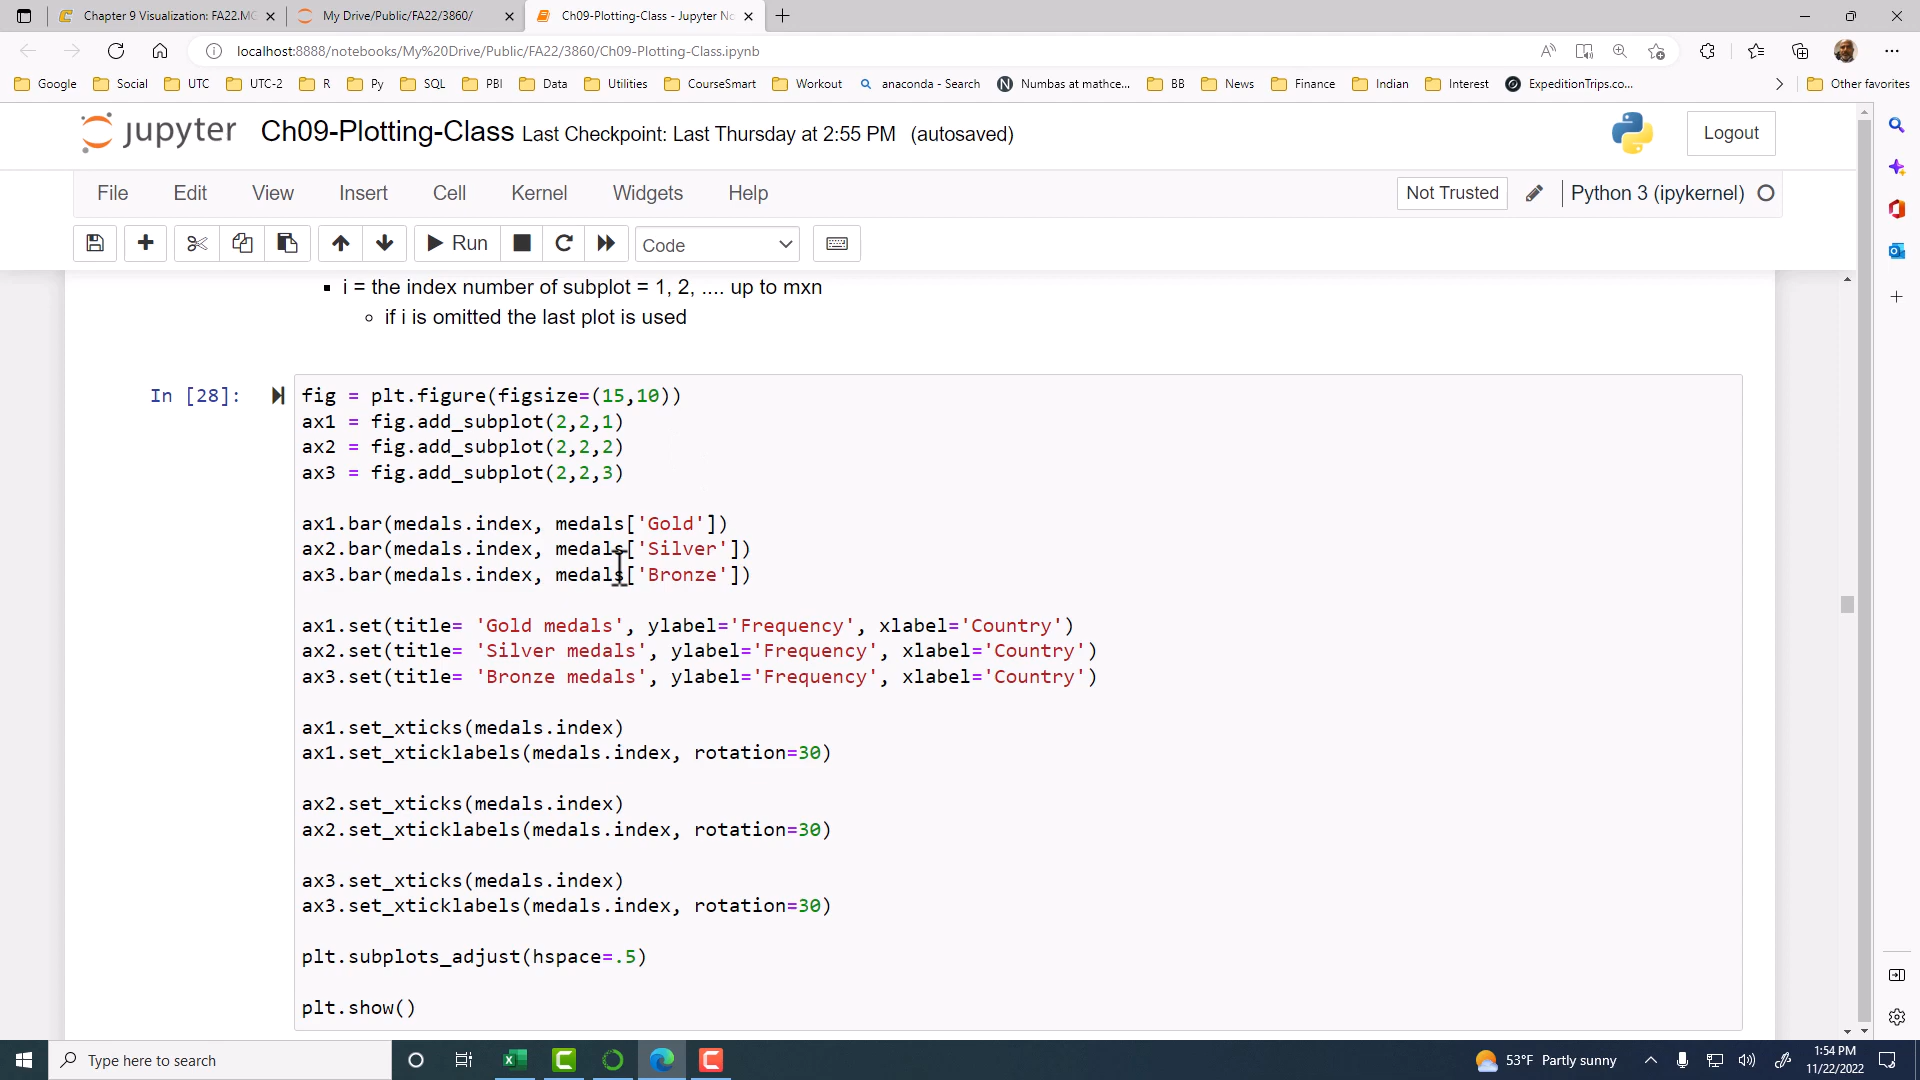 Chapter 9 Visualization: FA22.MG
My Drive/Public/FA22/3860/
Ch09-Plotting-Class - Jupyter No
localhost:8888/notebooks/My%20Drive/Public/FA22/3860/Ch09-Plotting-Class.ipynb
Google Social UTC UTC-2 R Py SQL PBI Data Utilities CourseSmart Workout anaconda - Search Numbas at mathce... BB News Finance Indian Interest ExpeditionTrips.co... Other favorites
jupyter Ch09-Plotting-Class Last Checkpoint: Last Thursday at 2:55 PM (autosaved) Logout
File Edit View Insert Cell Kernel Widgets Help Not Trusted Python 3 (ipykernel)
Run Code
i = the index number of subplot = 1, 2, .... up to mxn
if i is omitted the last plot is used
In [28]:
fig = plt.figure(figsize=(15,10))
ax1 = fig.add_subplot(2,2,1)
ax2 = fig.add_subplot(2,2,2)
ax3 = fig.add_subplot(2,2,3)
ax1.bar(medals.index, medals['Gold'])
ax2.bar(medals.index, medals['Silver'])
ax3.bar(medals.index, medals['Bronze'])
ax1.set(title= 'Gold medals', ylabel='Frequency', xlabel='Country')
ax2.set(title= 'Silver medals', ylabel='Frequency', xlabel='Country')
ax3.set(title= 'Bronze medals', ylabel='Frequency', xlabel='Country')
ax1.set_xticks(medals.index)
ax1.set_xticklabels(medals.index, rotation=30)
ax2.set_xticks(medals.index)
ax2.set_xticklabels(medals.index, rotation=30)
ax3.set_xticks(medals.index)
ax3.set_xticklabels(medals.index, rotation=30)
plt.subplots_adjust(hspace=.5)
plt.show()
Type here to search
53°F Partly sunny
1:54 PM
11/22/2022